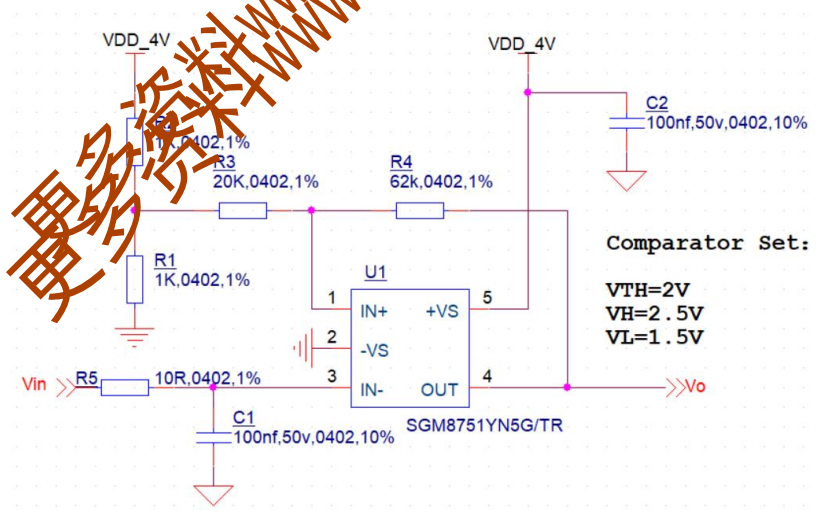 更多资料WWW
更多资料WWW
VDD_4V
VDD_4V
C2
100nf,50v,0402,10%
1K,0402,1%
R3
20K,0402,1%
R4
62k,0402,1%
R1
1K,0402,1%
U1
Comparator Set:
VTH=2V
VH=2.5V
VL=1.5V
1
IN+
+VS
5
2
-VS
Vin
R5
10R,0402,1%
3
IN-
OUT
4
Vo
C1
100nf,50v,0402,10%
SGM8751YN5G/TR